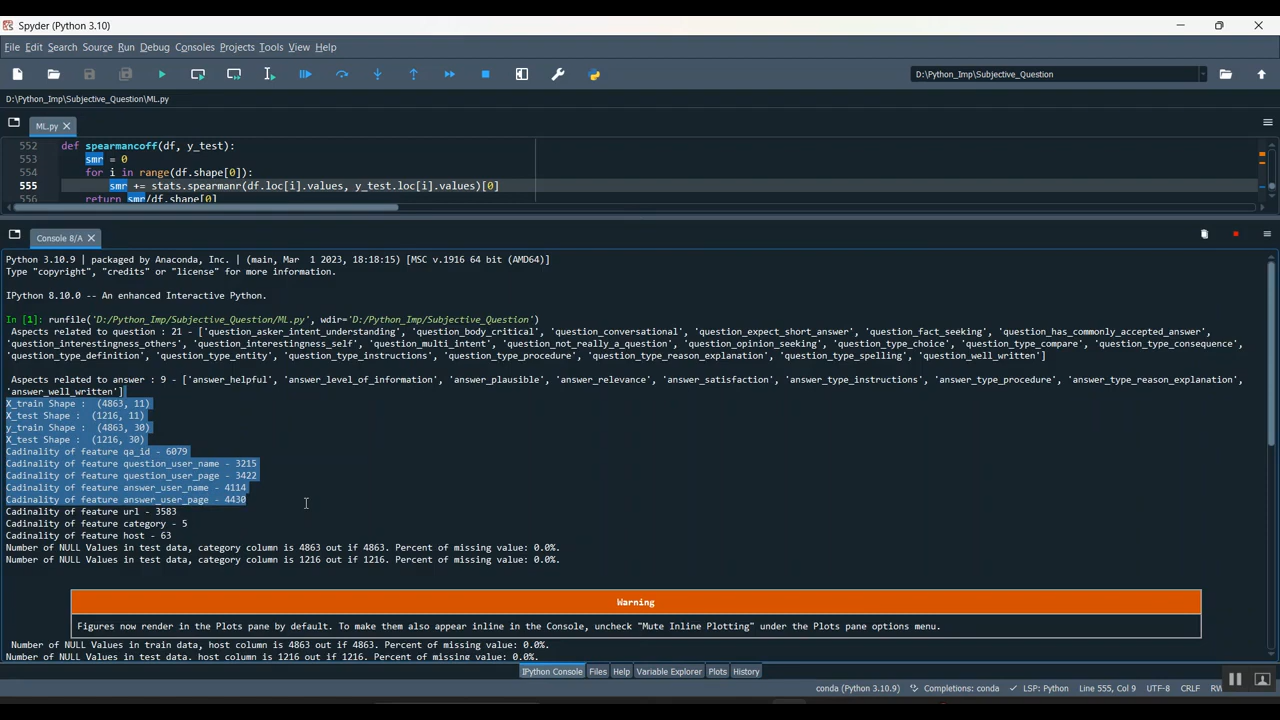 Spyder (Python 3.10)
File Edit Search Source Run Debug Consoles Projects Tools View Help
D:\Python_Imp\Subjective_Question
D:\Python_Imp\Subjective_Question\ML.py
ML.py
552 def spearmancoff(df, y_test):
553 smr = 0
554 for i in range(df.shape[0]):
555 smr += stats.spearmanr(df.loc[i].values, y_test.loc[i].values)[0]
556 return smr/df.shape[0]
Console 8/A
Python 3.10.9 | packaged by Anaconda, Inc. | (main, Mar 1 2023, 18:18:15) [MSC v.1916 64 bit (AMD64)]
Type "copyright", "credits" or "license" for more information.
IPython 8.10.0 -- An enhanced Interactive Python.
In [1]: runfile('D:/Python_Imp/Subjective_Question/ML.py', wdir='D:/Python_Imp/Subjective_Question')
Aspects related to question : 21 - ['question_asker_intent_understanding', 'question_body_critical', 'question_conversational', 'question_expect_short_answer', 'question_fact_seeking', 'question_has_commonly_accepted_answer',
'question_interestingness_others', 'question_interestingness_self', 'question_multi_intent', 'question_not_really_a_question', 'question_opinion_seeking', 'question_type_choice', 'question_type_compare', 'question_type_consequence',
'question_type_definition', 'question_type_entity', 'question_type_instructions', 'question_type_procedure', 'question_type_reason_explanation', 'question_type_spelling', 'question_well_written']
Aspects related to answer : 9 - ['answer_helpful', 'answer_level_of_information', 'answer_plausible', 'answer_relevance', 'answer_satisfaction', 'answer_type_instructions', 'answer_type_procedure', 'answer_type_reason_explanation',
'answer_well_written']
X_train Shape : (4863, 11)
X_test Shape : (1216, 11)
y_train Shape : (4863, 30)
X_test Shape : (1216, 30)
Cadinality of feature qa_id - 6079
Cadinality of feature question_user_name - 3215
Cadinality of feature question_user_page - 3422
Cadinality of feature answer_user_name - 4114
Cadinality of feature answer_user_page - 4430
Cadinality of feature url - 3583
Cadinality of feature category - 5
Cadinality of feature host - 63
Number of NULL Values in test data, category column is 4863 out if 4863. Percent of missing value: 0.0%.
Number of NULL Values in test data, category column is 1216 out if 1216. Percent of missing value: 0.0%.
Warning
Figures now render in the Plots pane by default. To make them also appear inline in the Console, uncheck "Mute Inline Plotting" under the Plots pane options menu.
Number of NULL Values in train data, host column is 4863 out if 4863. Percent of missing value: 0.0%.
Number of NULL Values in test data, host column is 1216 out if 1216. Percent of missing value: 0.0%.
IPython Console Files Help Variable Explorer Plots History
conda (Python 3.10.9) Completions: conda LSP: Python Line 555, Col 9 UTF-8 CRLF RW